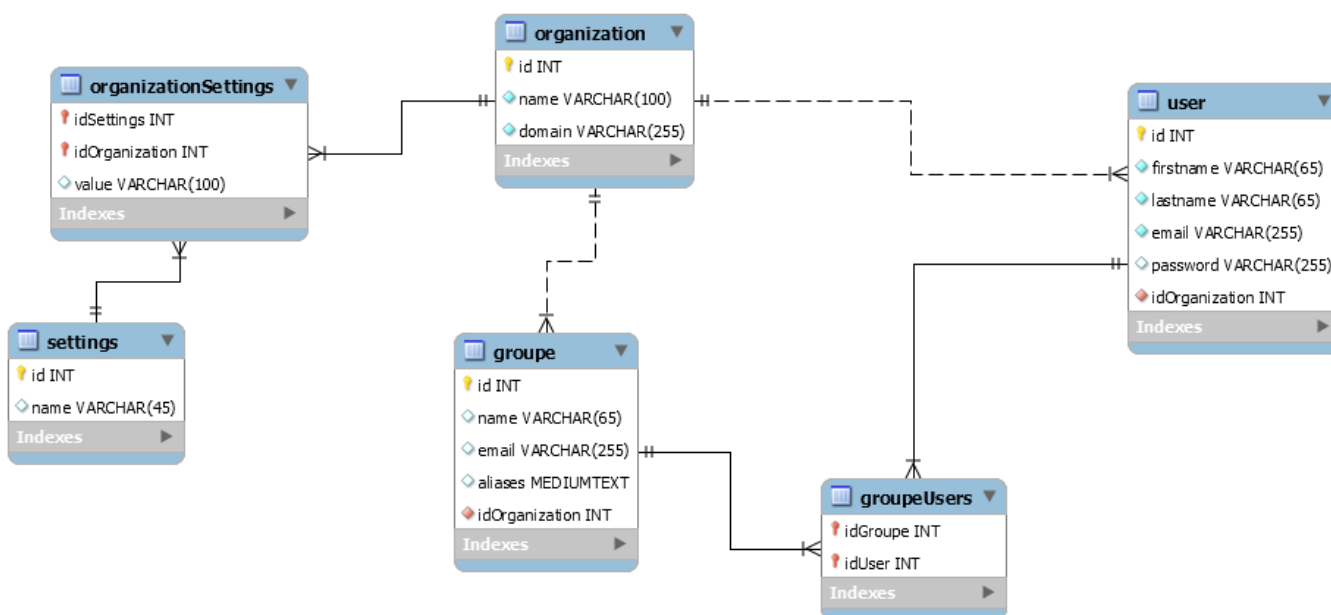 organization
id INT
name VARCHAR(100)
domain VARCHAR(255)
Indexes
organizationSettings
idSettings INT
idOrganization INT
value VARCHAR(100)
Indexes
user
id INT
firstname VARCHAR(65)
lastname VARCHAR(65)
email VARCHAR(255)
password VARCHAR(255)
idOrganization INT
Indexes
settings
id INT
name VARCHAR(45)
Indexes
groupe
id INT
name VARCHAR(65)
email VARCHAR(255)
aliases MEDIUMTEXT
idOrganization INT
Indexes
groupeUsers
idGroupe INT
idUser INT
Indexes